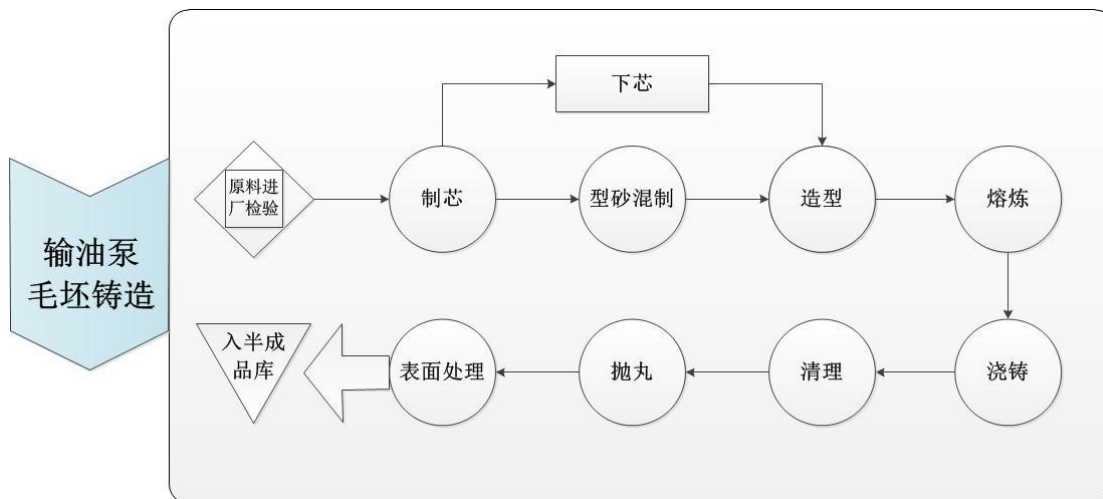 下芯
原料进
厂检验
制芯
型砂混制
造型
熔炼
输油泵
毛坯铸造
入半成
品库
表面处理
抛丸
清理
浇铸